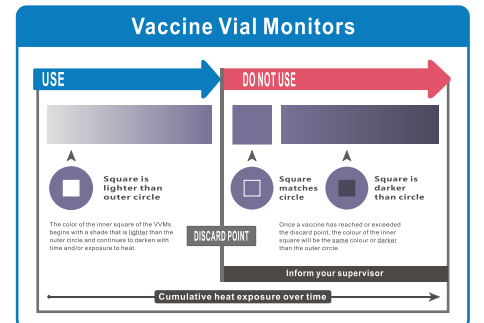 Vaccine Vial Monitors
USE
DO NOT USE
Square is
lighter than
outer circle
Square
matches
circle
Square is
darker
than circle
The color of the inner square of the VVMs
begins with a shade that is lighter than the
outer circle and continues to darken with
time and/or exposure to heat.
DISCARD POINT
Once a vaccine has reached or exceeded
the discard point, the colour of the inner
square will be the same colour or darker
than the outer circle.
Inform your supervisor
Cumulative heat exposure over time